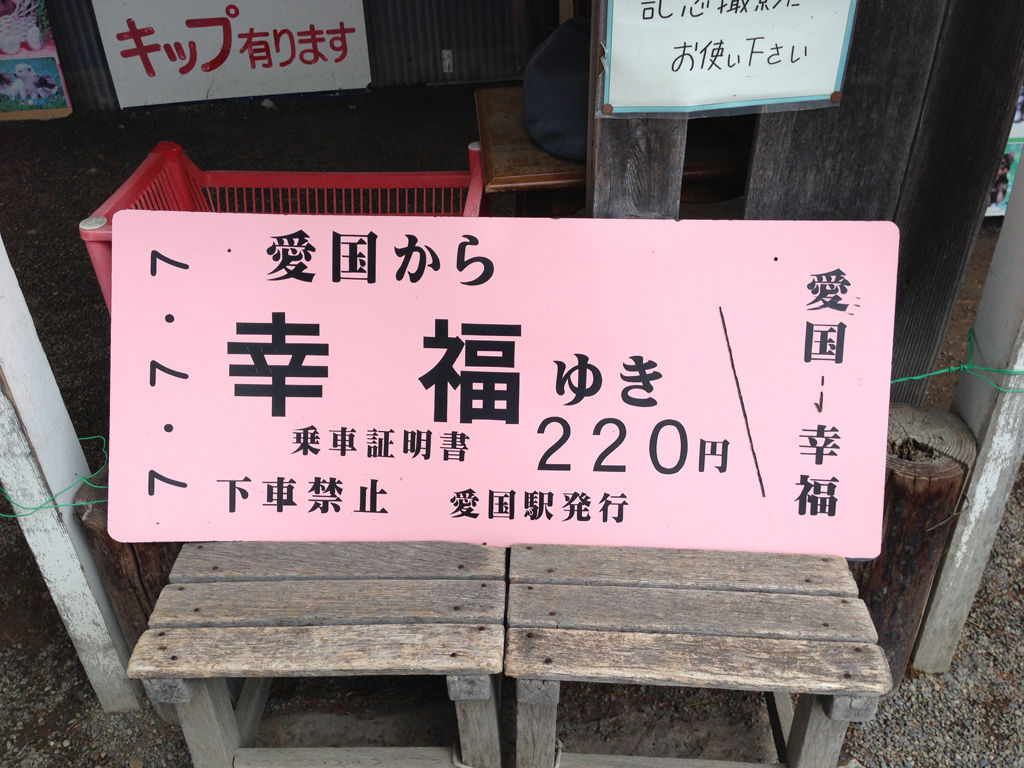 キップ有ります
お使い下さい
7.7.7.7
愛国から
幸福ゆき
乗車証明書
220円
下車禁止 愛国駅発行
愛国→幸福